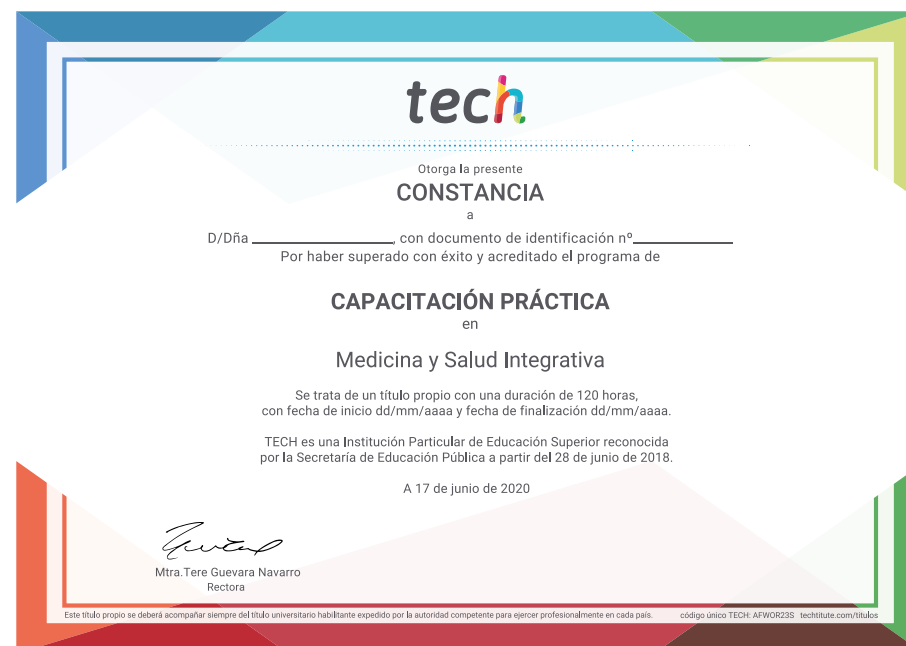 tech
Otorga la presente
CONSTANCIA
a
D/Dña ____________________, con documento de identificación nº______________
Por haber superado con éxito y acreditado el programa de
CAPACITACIÓN PRÁCTICA
en
Medicina y Salud Integrativa
Se trata de un título propio con una duración de 120 horas,
con fecha de inicio dd/mm/aaaa y fecha de finalización dd/mm/aaaa.
TECH es una Institución Particular de Educación Superior reconocida
por la Secretaría de Educación Pública a partir del 28 de junio de 2018.
A 17 de junio de 2020
Mtra.Tere Guevara Navarro
Rectora
Este título propio se deberá acompañar siempre del título universitario habilitante expedido por la autoridad competente para ejercer profesionalmente en cada país. código único TECH: AFWOR23S techtitute.com/titulos